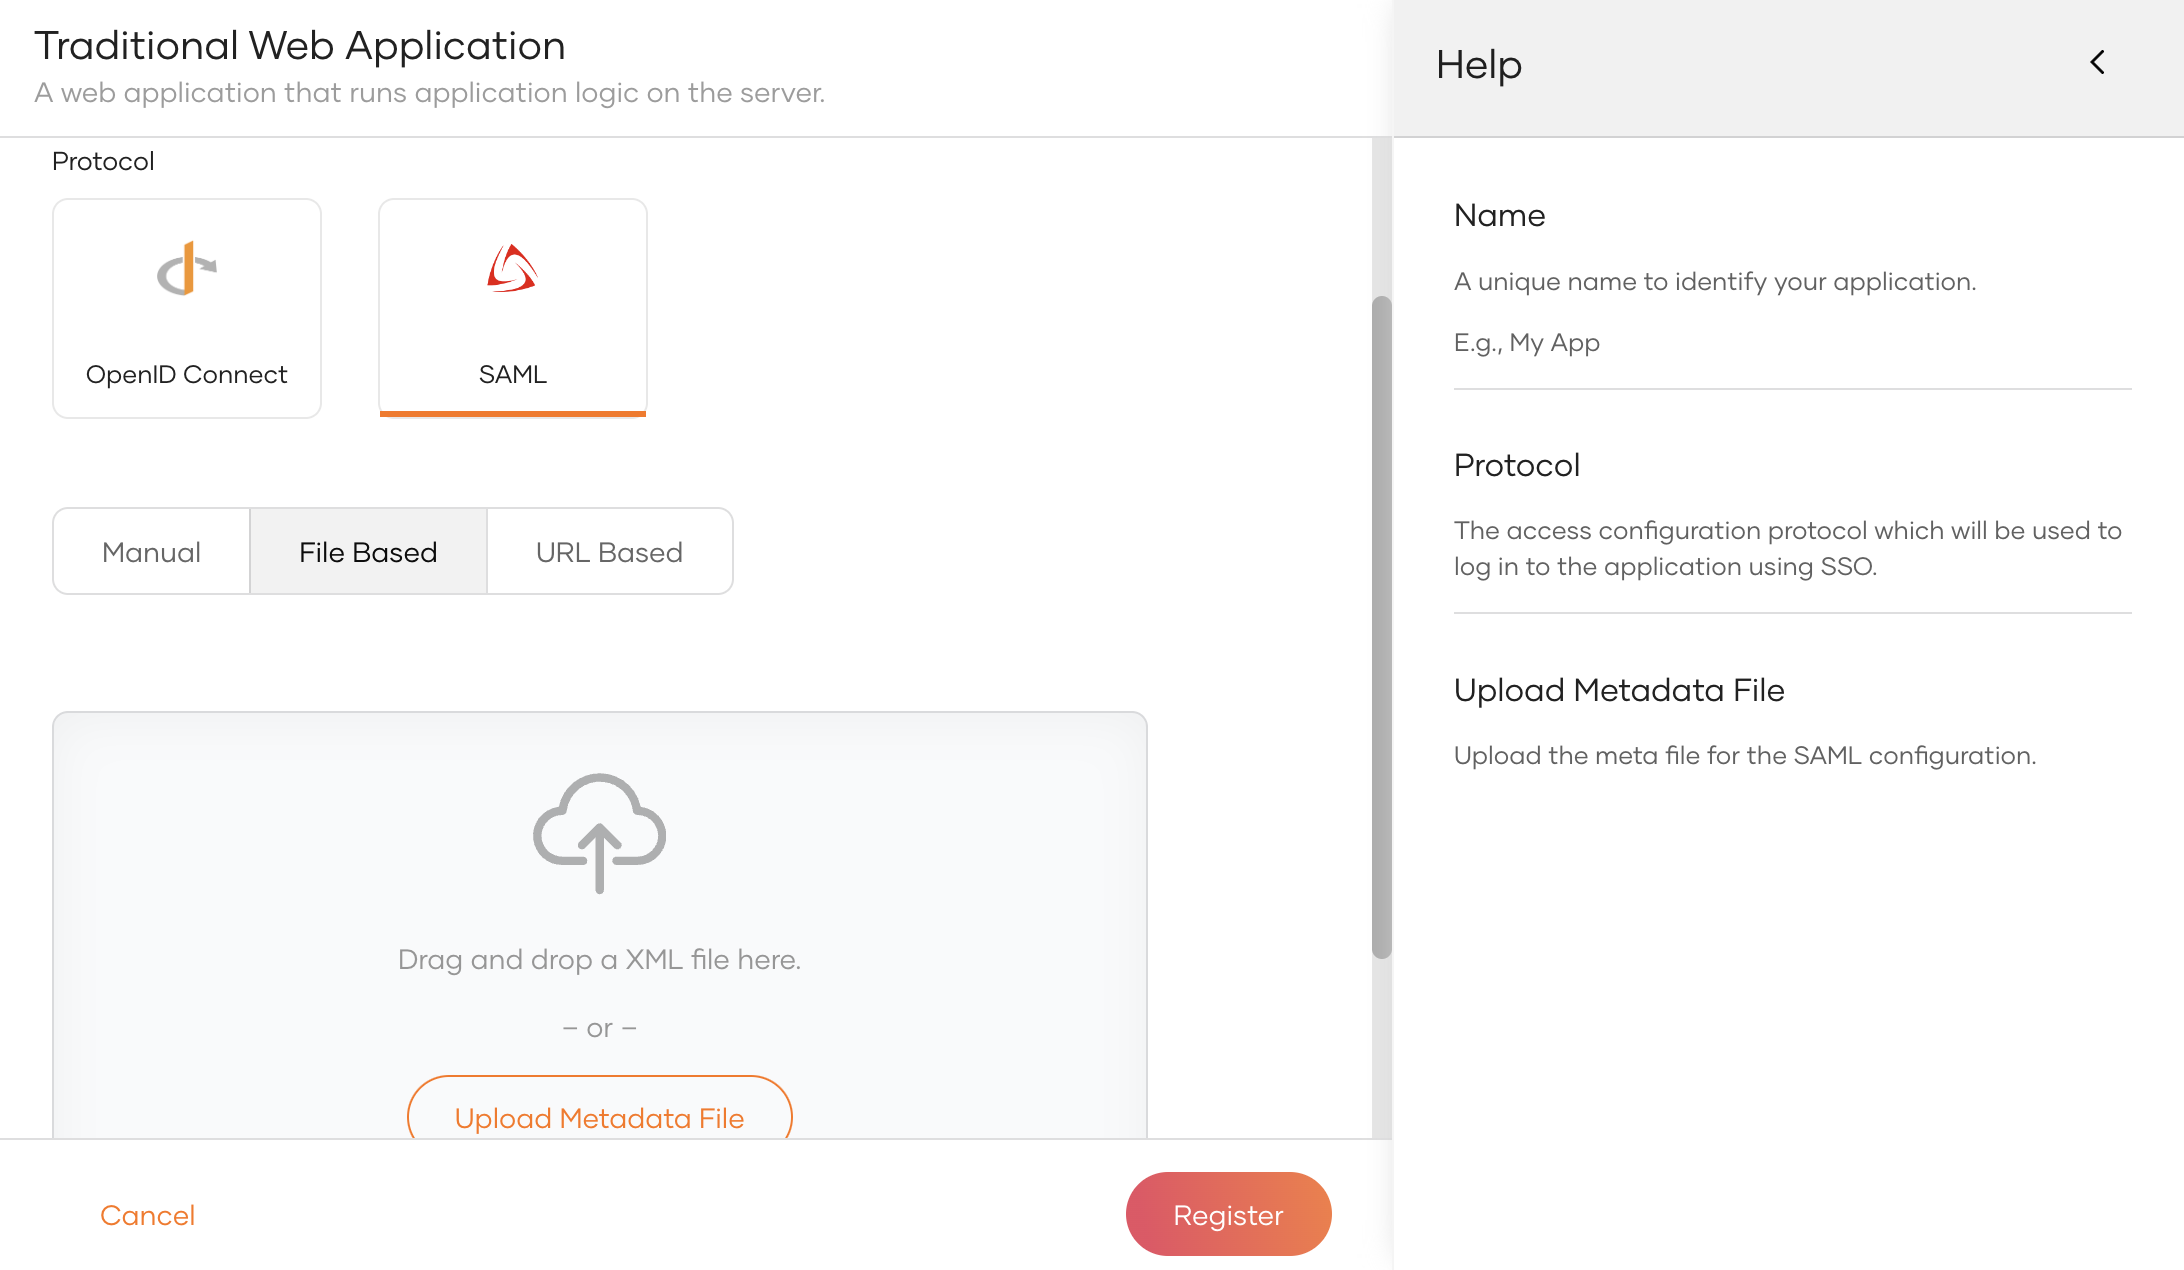 Traditional Web Application
A web application that runs application logic on the server.
Protocol
OpenID Connect
SAML
Manual
File Based
URL Based
Drag and drop a XML file here.
– or –
Upload Metadata File
Cancel
Register
Help
Name
A unique name to identify your application.
E.g., My App
Protocol
The access configuration protocol which will be used to
log in to the application using SSO.
Upload Metadata File
Upload the meta file for the SAML configuration.